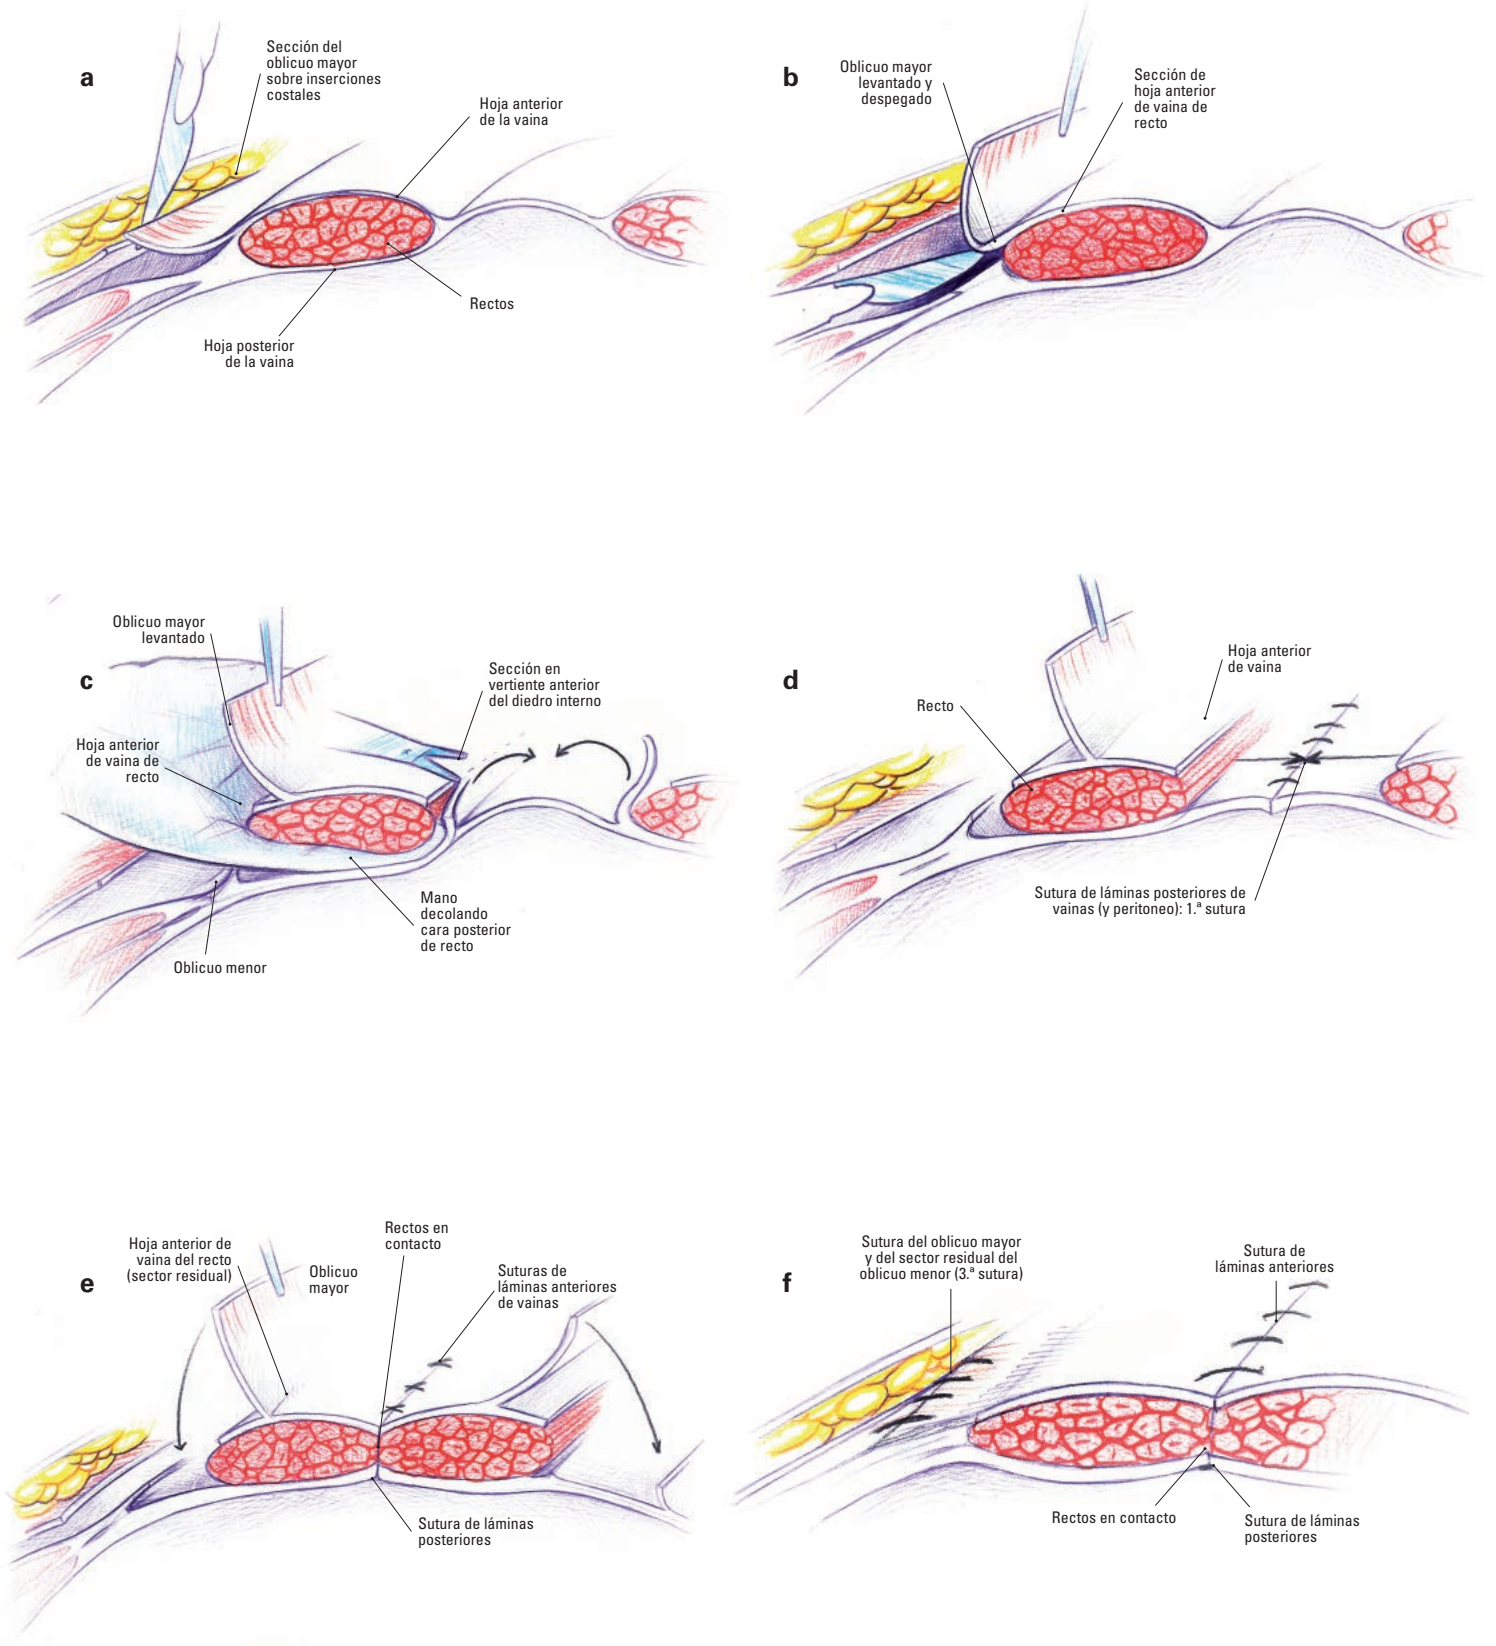 a
Sección del
oblicuo mayor
sobre inserciones
costales
Hoja anterior
de la vaina
Rectos
Hoja posterior
de la vaina
b
Oblicuo mayor
levantado y
despegado
Sección de
hoja anterior
de vaina de
recto
c
Oblicuo mayor
levantado
Hoja anterior
de vaina de
recto
Sección en
vertiente anterior
del diedro interno
Mano
decolando
cara posterior
de recto
Oblicuo menor
d
Recto
Hoja anterior
de vaina
Sutura de láminas posteriores de
vainas (y peritoneo): 1.ª sutura
e
Hoja anterior de
vaina del recto
(sector residual)
Oblicuo
mayor
Rectos en
contacto
Suturas de
láminas anteriores
de vainas
Sutura de láminas
posteriores
f
Sutura del oblicuo mayor
y del sector residual del
oblicuo menor (3.ª sutura)
Sutura de
láminas anteriores
Rectos en contacto
Sutura de láminas
posteriores